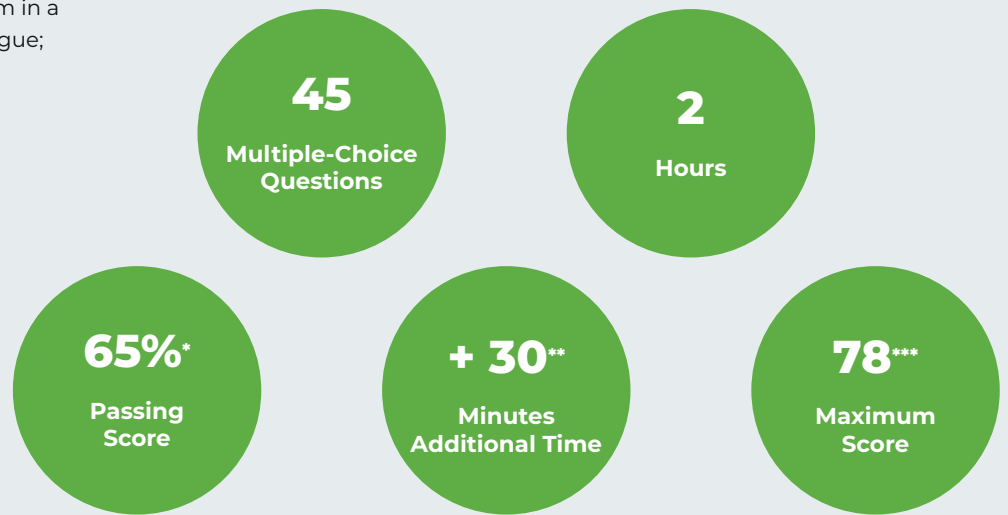 m in a
gue;
45
Multiple-Choice
Questions
2
Hours
65%*
Passing
Score
+ 30**
Minutes
Additional Time
78***
Maximum
Score